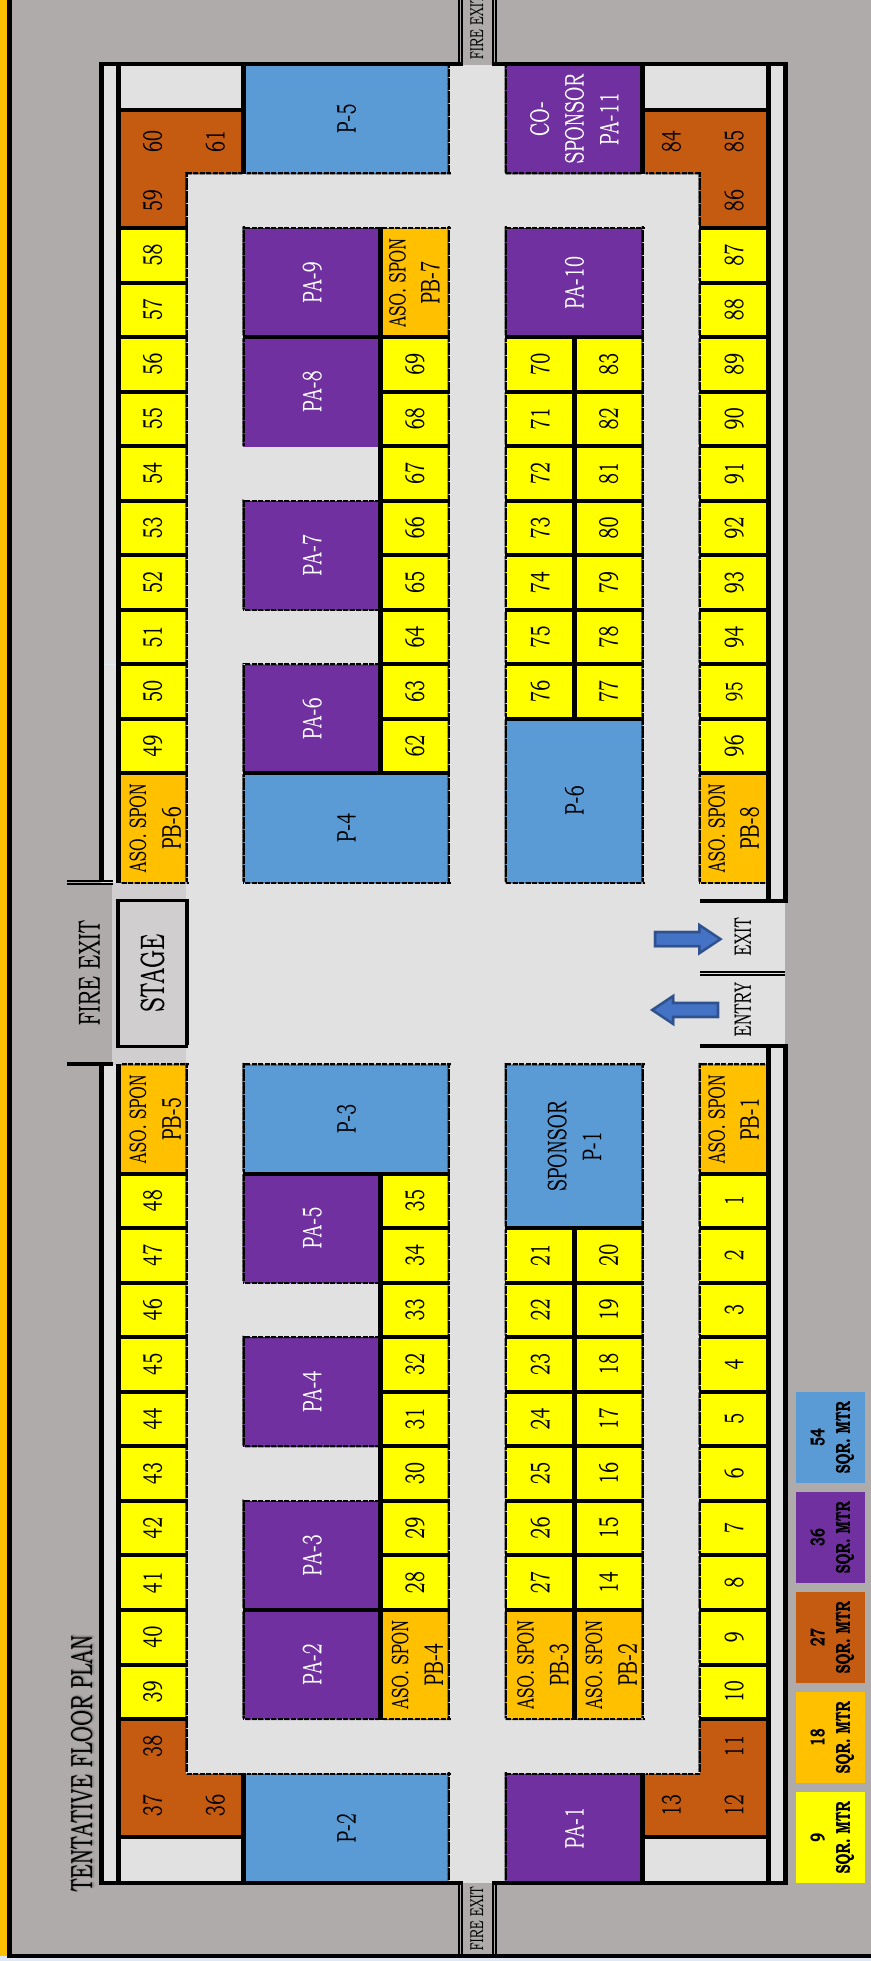 TENTATIVE FLOOR PLAN
FIRE EXIT
37 38 39 40 41 42 43 44 45 46 47 48
ASO. SPON
PB-5
STAGE
ASO. SPON
PB-6
49 50 51 52 53 54 55 56 57 58 59 60
36
61
P-2
PA-2
PA-3
PA-4
PA-5
P-3
P-4
PA-6
PA-7
PA-8
PA-9
P-5
ASO. SPON
PB-4
28 29 30 31 32 33 34 35
62 63 64 65 66 67 68 69
ASO. SPON
PB-7
FIRE EXIT
FIRE EXIT
PA-1
ASO. SPON
PB-3
27 26 25 24 23 22 21
ASO. SPON
PB-2
14 15 16 17 18 19 20
SPONSOR
P-1
P-6
76 75 74 73 72 71 70
77 78 79 80 81 82 83
PA-10
CO-
SPONSOR
PA-11
13
84
12 11 10 9 8 7 6 5 4 3 2 1
ASO. SPON
PB-1
ENTRY
EXIT
ASO. SPON
PB-8
96 95 94 93 92 91 90 89 88 87 86 85
9
SQR. MTR
18
SQR. MTR
27
SQR. MTR
36
SQR. MTR
54
SQR. MTR